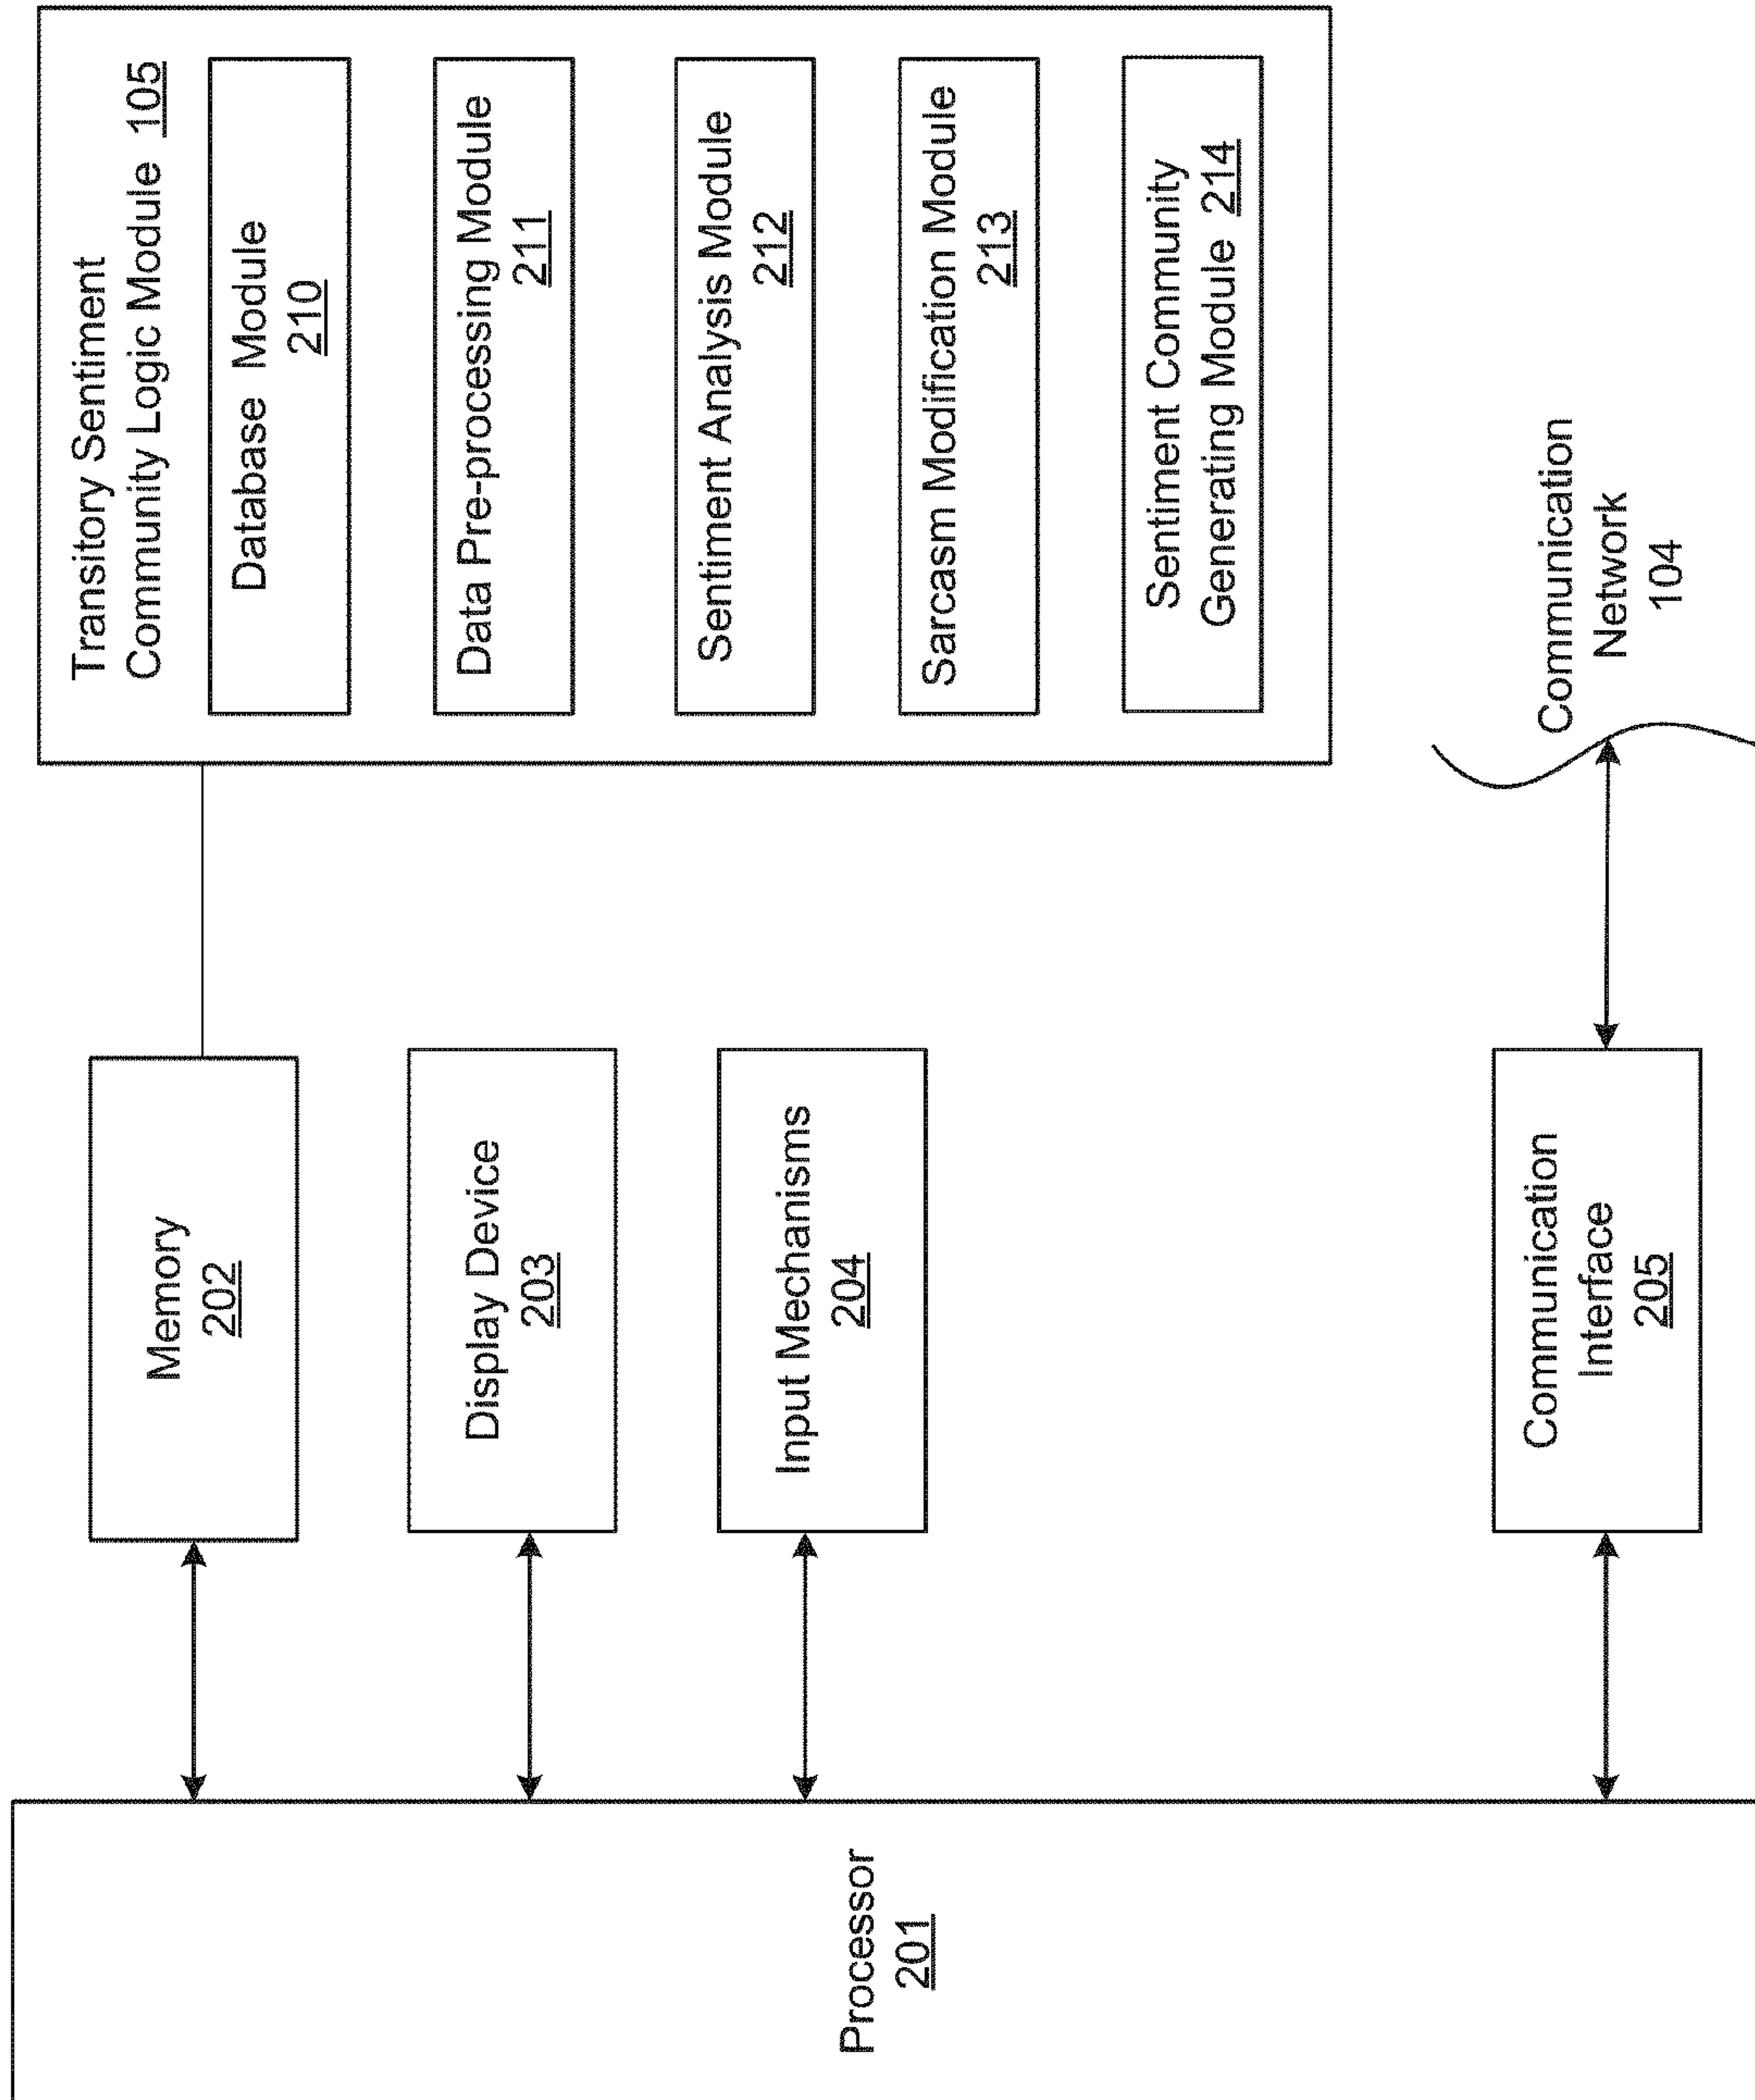 Processor
201
Memory
202
Display Device
203
Input Mechanisms
204
Communication
Interface
205
Transitory Sentiment
Community Logic Module 105
Database Module
210
Data Pre-processing Module
211
Sentiment Analysis Module
212
Sarcasm Modification Module
213
Sentiment Community
Generating Module 214
Communication
Network
104